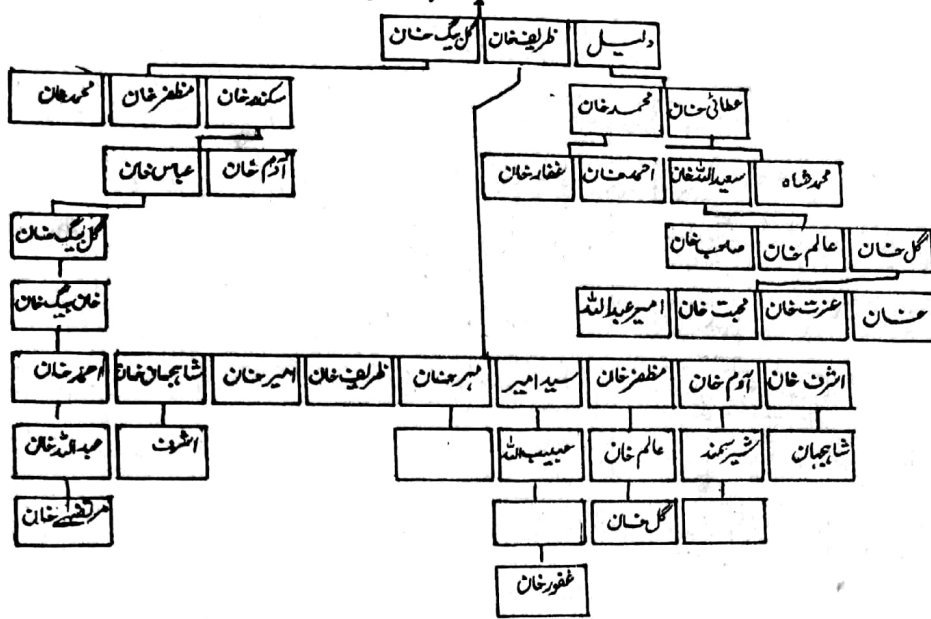 دلیل ظریف خان گل بیگ خان
سکندر خان مظفر خان محمد خان
عطائی خان محمد خان
آدم خان عباس خان
محمد شاہ سعید اللہ خان احمد خان غفار خان
گل بیگ خان
گل خان عالم خان صاحب خان
خان بیگ خان
خان عزت خان محبت خان امیر عبداللہ
اشرف خان آدم خان مظفر خان سید امیر مہر خان ظریف خان امیر خان شاہجہان خان احمد خان
شاہجہان شیر سمند عالم خان حبیب اللہ اشرف عبداللہ خان
گل خان مرتضےٰ خان
غفور خان